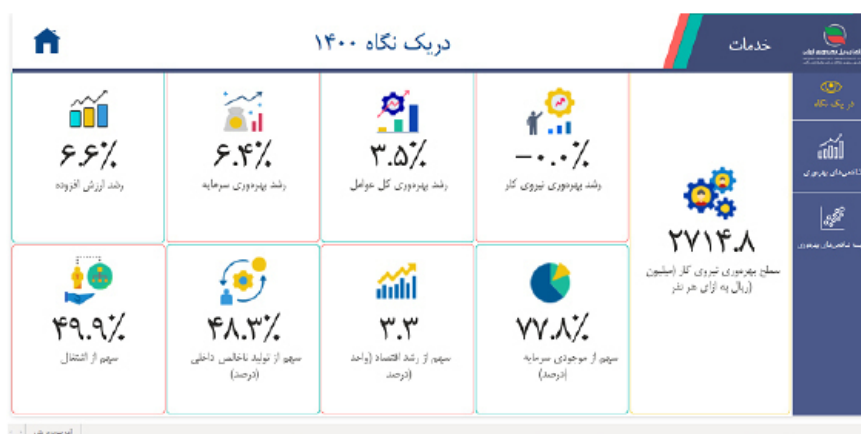 خدمات
دریک نگاه ۱۴۰۰
در یک نگاه
۲۷۱۴.۸
سطح بهره‌وری نیروی کار (میلیون
ریال به ازای هر نفر)
−۰.۰٪
رشد بهره‌وری نیروی کار
۳.۵٪
رشد بهره‌وری کل عوامل
۶.۴٪
رشد بهره‌وری سرمایه
۶.۶٪
رشد ارزش افزوده
۷۷.۸٪
سهم از موجودی سرمایه
(درصد)
۳.۳
سهم از رشد اقتصاد (واحد
درصد)
۴۸.۳٪
سهم از تولید ناخالص داخلی
(درصد)
۴۹.۹٪
سهم از اشتغال
شاخص‌های بهره‌وری
شاخص‌های بهره‌وری